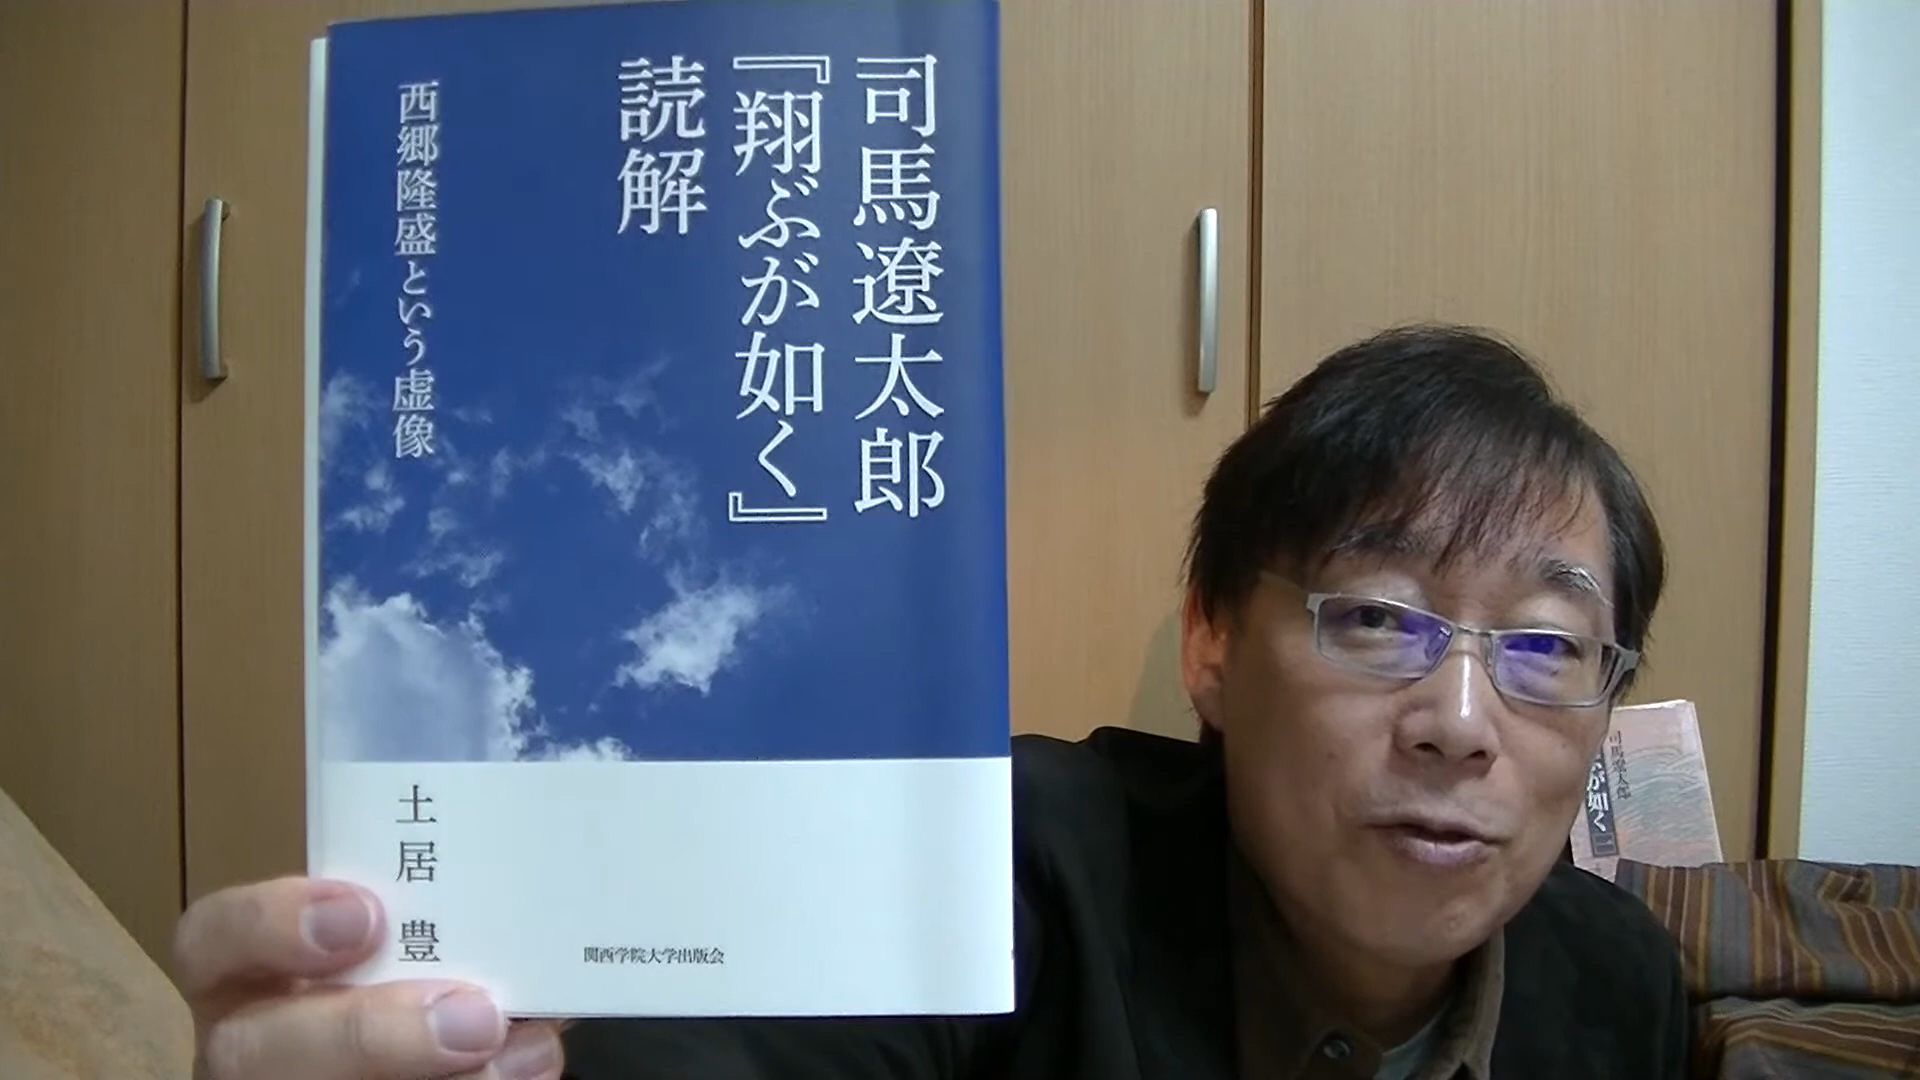 司馬遼太郎
『翔ぶが如く』
読解
西郷隆盛という虚像
土居 豊
関西学院大学出版会
司馬遼太郎
が如く 一